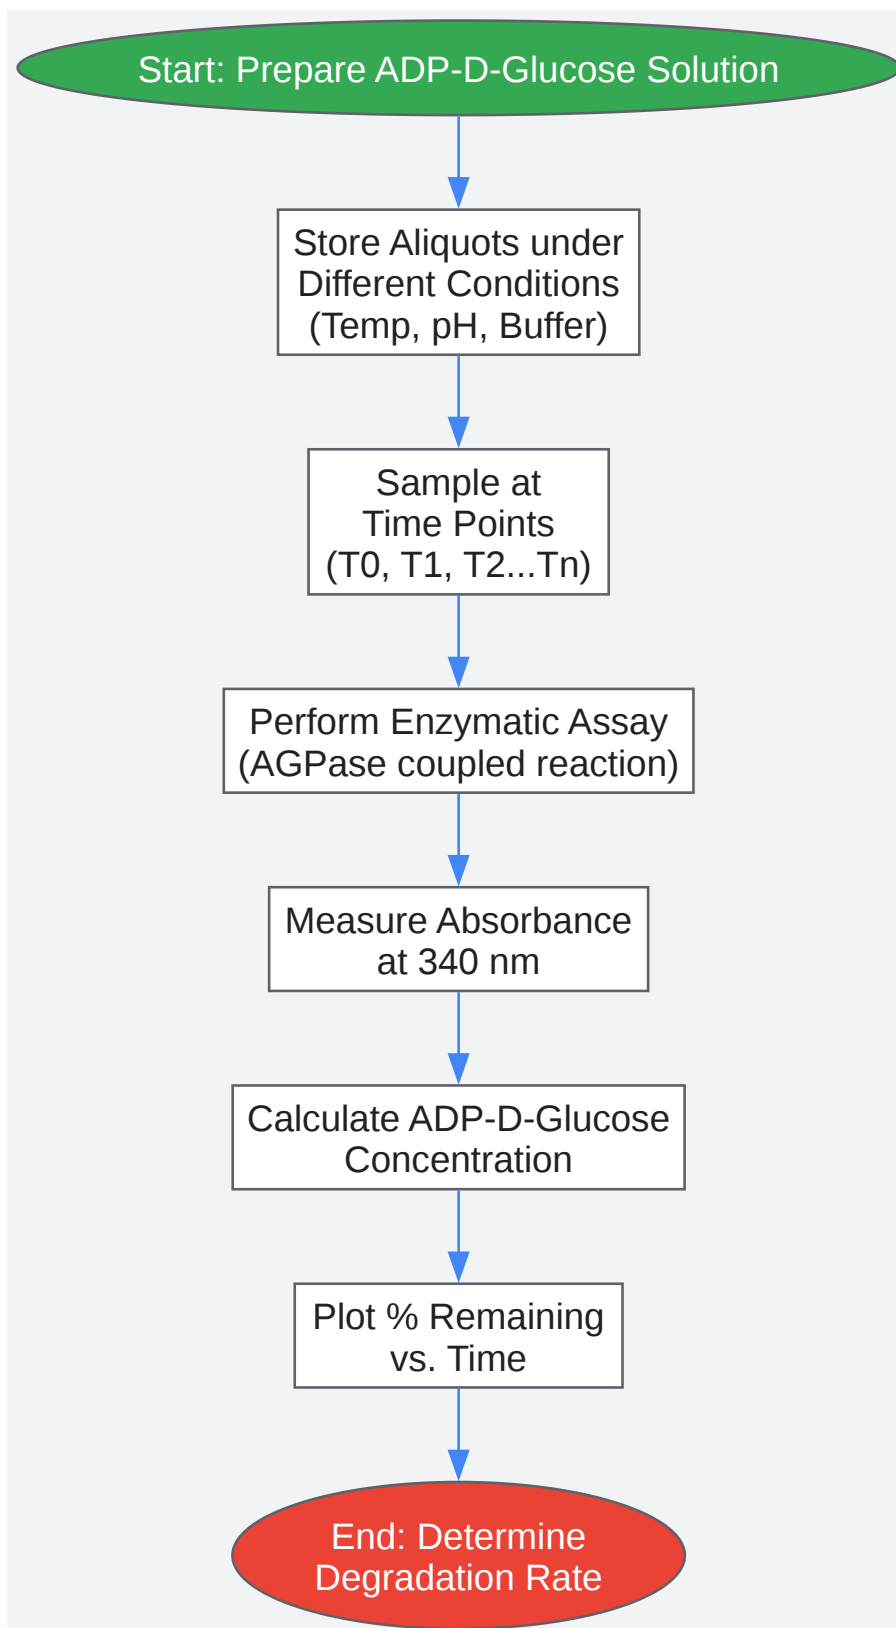 Start: Prepare ADP-D-Glucose Solution
Store Aliquots under
Different Conditions
(Temp, pH, Buffer)
Sample at
Time Points
(T0, T1, T2...Tn)
Perform Enzymatic Assay
(AGPase coupled reaction)
Measure Absorbance
at 340 nm
Calculate ADP-D-Glucose
Concentration
Plot % Remaining
vs. Time
End: Determine
Degradation Rate